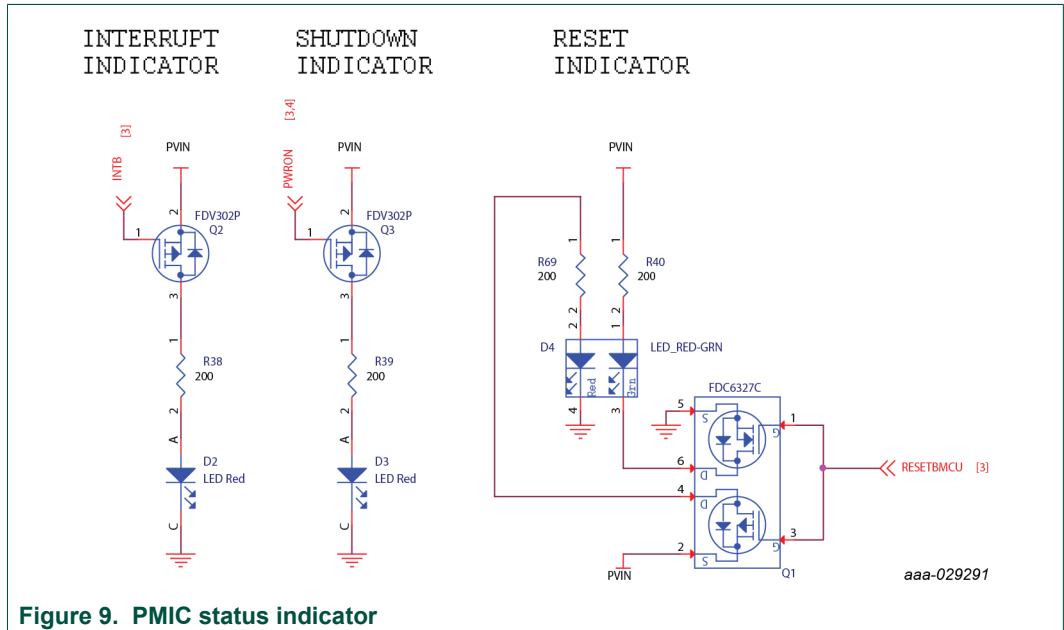 INTERRUPT
INDICATOR
SHUTDOWN
INDICATOR
RESET
INDICATOR
INTB
[3]
PVIN
2
FDV302P
Q2
1
3
1
R38
200
2
A
D2
LED Red
C
PWRON
[3,4]
PVIN
2
FDV302P
Q3
1
3
1
R39
200
2
A
D3
LED Red
C
PVIN
1
1
R69
200
R40
200
2
2
2
1
D4
LED_RED-GRN
Red
Grn
4
3
FDC6327C
5
S
G
1
6
D
4
D
RESETBMCU
[3]
G
3
2
S
PVIN
Q1
aaa-029291
Figure 9. PMIC status indicator